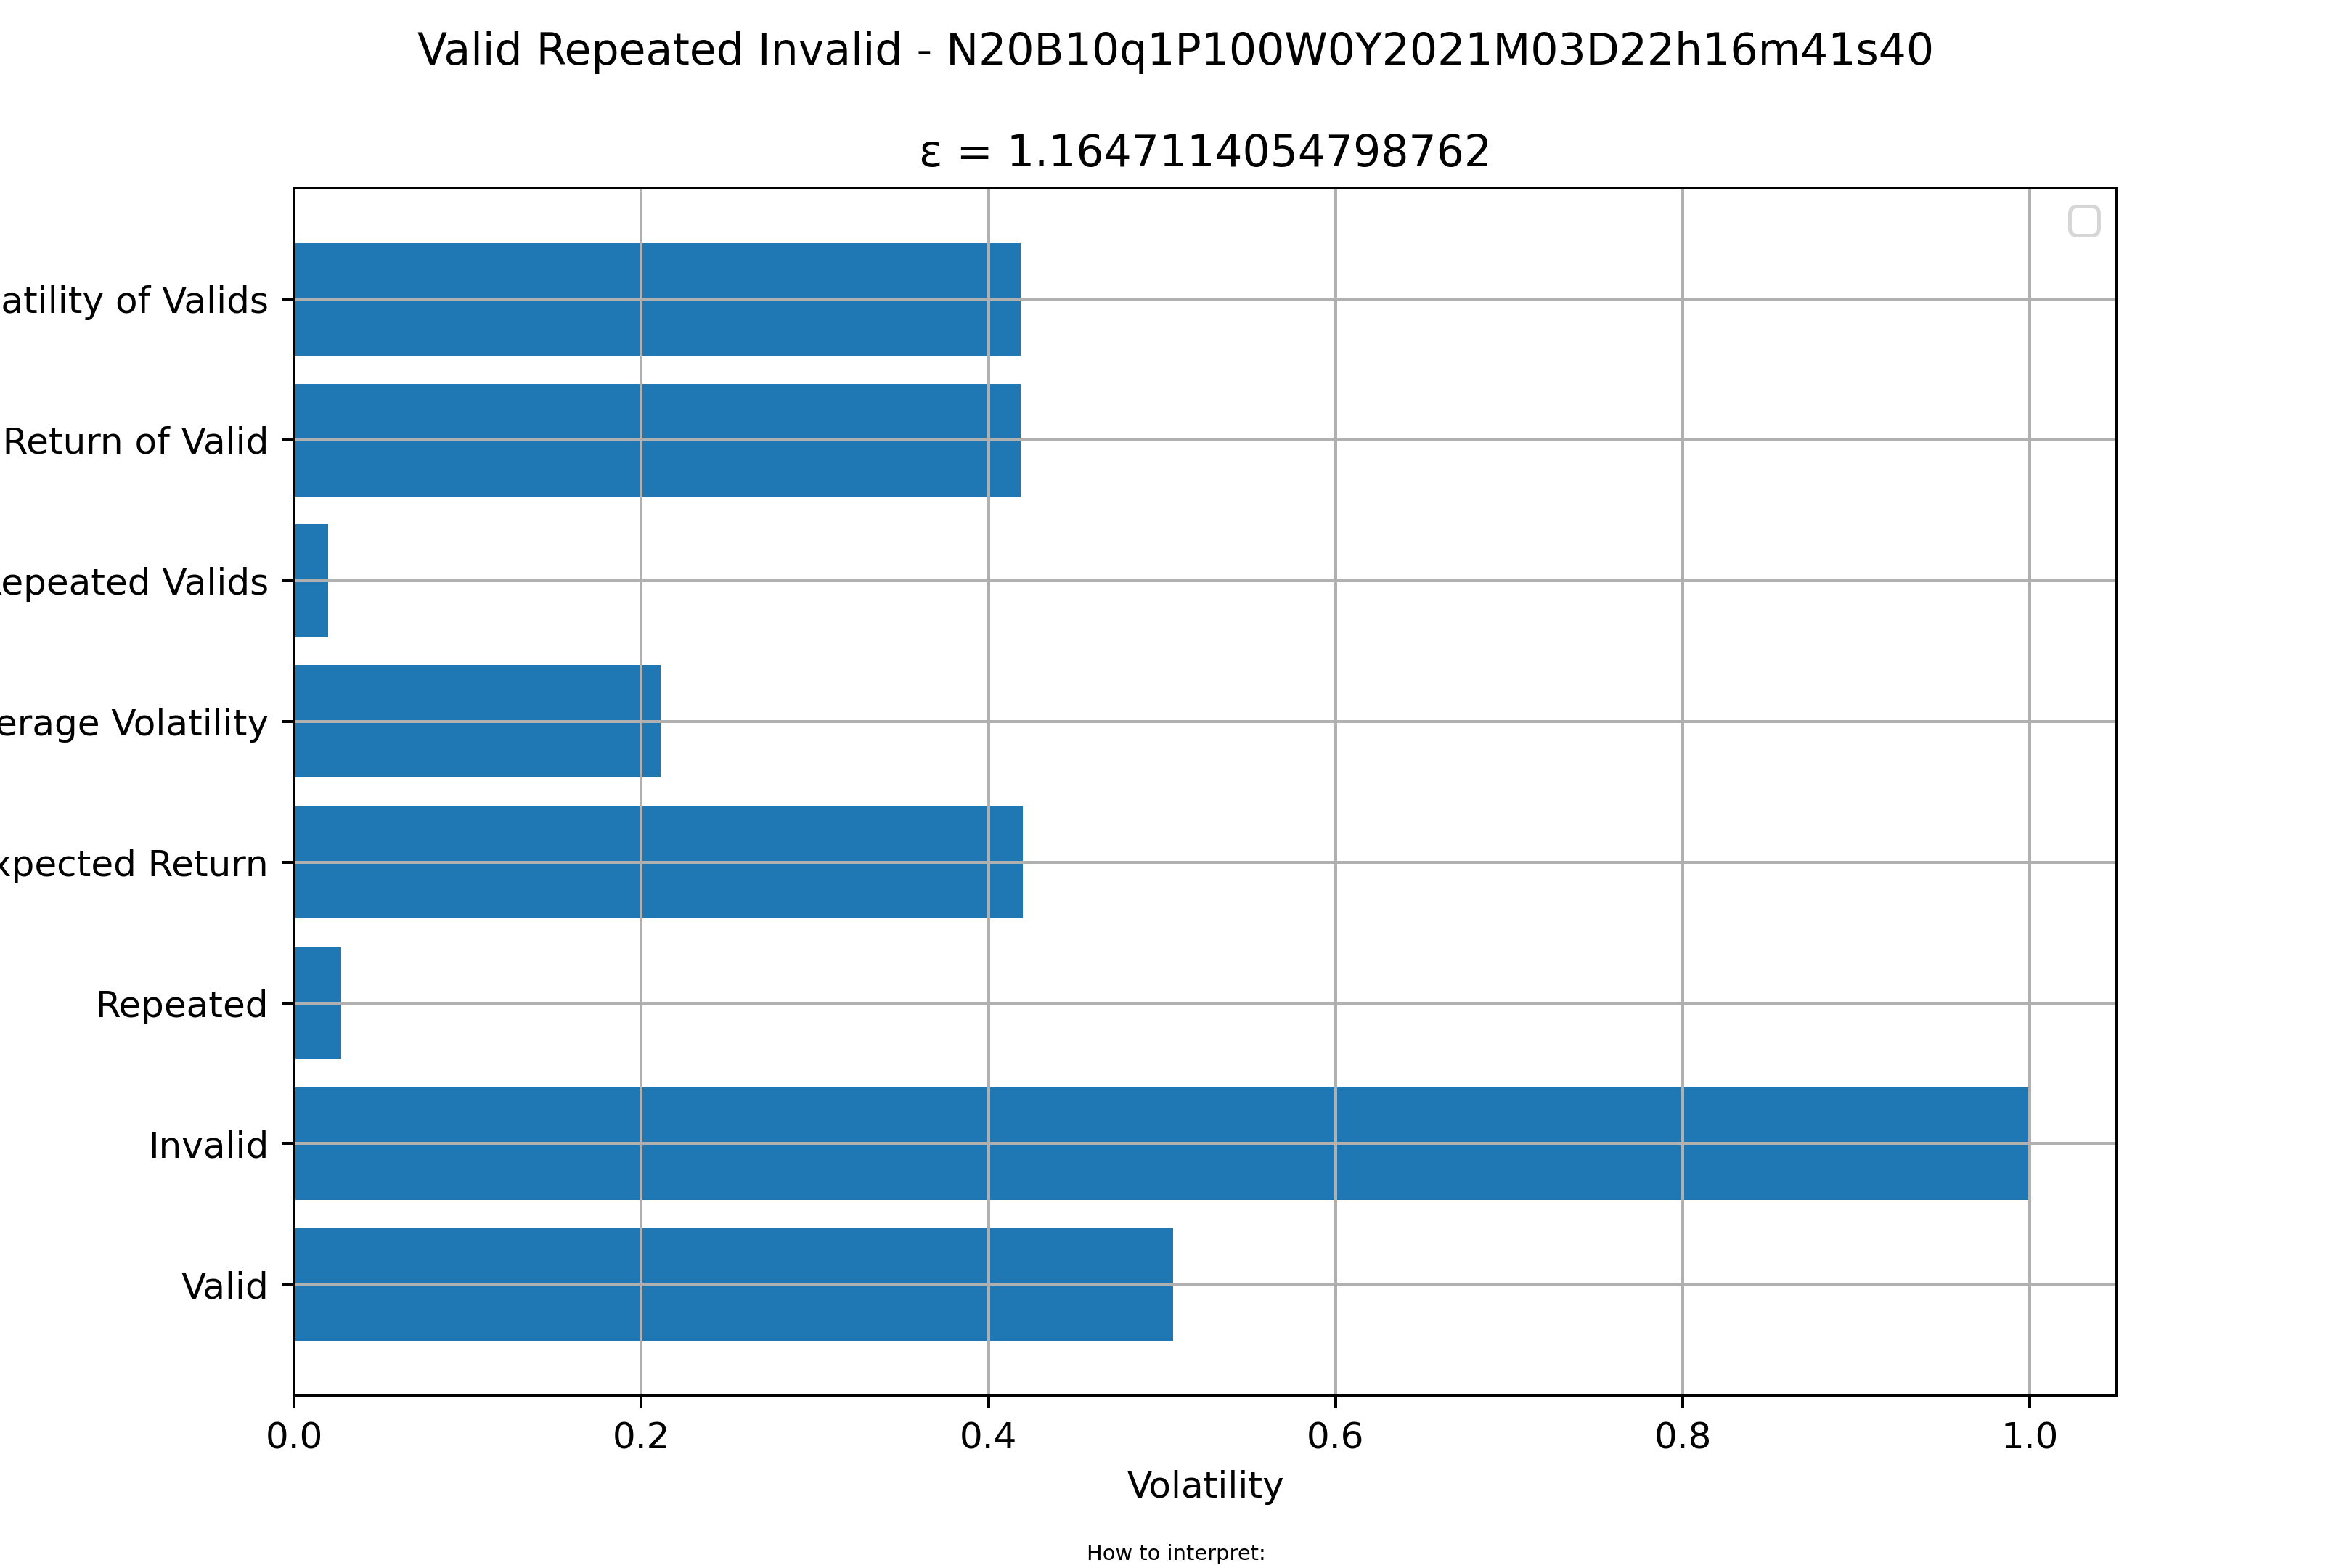 Valid Repeated Invalid - N20B10q1P100W0Y2021M03D22h16m41s40
ε = 1.1647114054798762
atility of Valids
Return of Valid
epeated Valids
erage Volatility
xpected Return
Repeated
Invalid
Valid
0.0 0.2 0.4 0.6 0.8 1.0
Volatility
How to interpret: